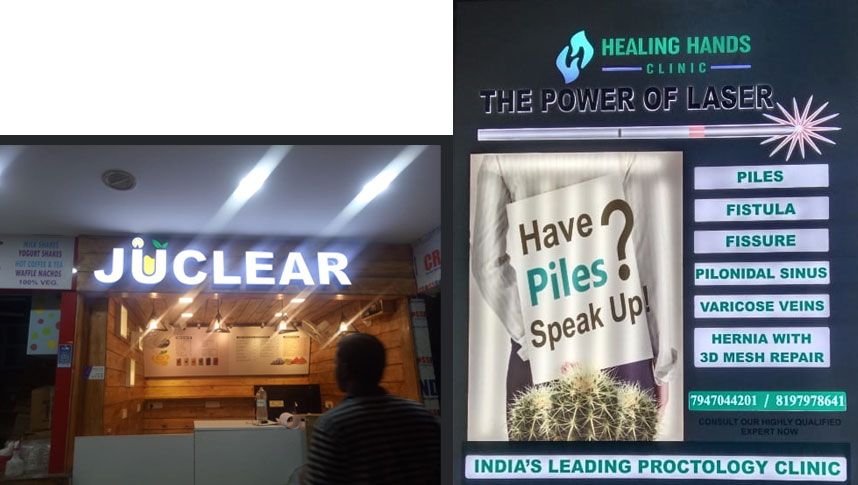 MILK SHAKES
YOGURT SHAKES
HOT COFFEE & TEA
WAFFLE NACHOS
100% VEG.
JUCLEAR
HEALING HANDS
CLINIC
THE POWER OF LASER
Have
Piles?
Speak Up!
PILES
FISTULA
FISSURE
PILONIDAL SINUS
VARICOSE VEINS
HERNIA WITH
3D MESH REPAIR
7947044201 / 8197978641
CONSULT OUR HIGHLY QUALIFIED
EXPERT NOW
INDIA'S LEADING PROCTOLOGY CLINIC